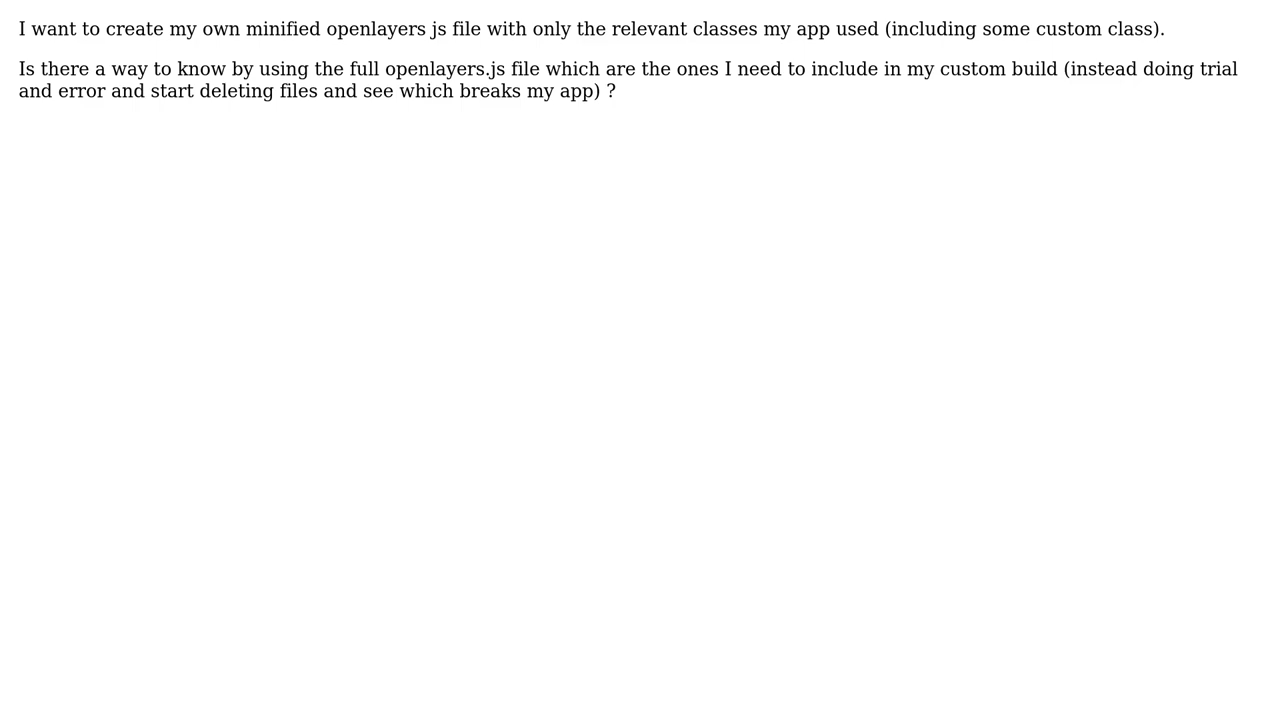 I want to create my own minified openlayers js file with only the relevant classes my app used (including some custom class).
Is there a way to know by using the full openlayers.js file which are the ones I need to include in my custom build (instead doing trial
and error and start deleting files and see which breaks my app) ?